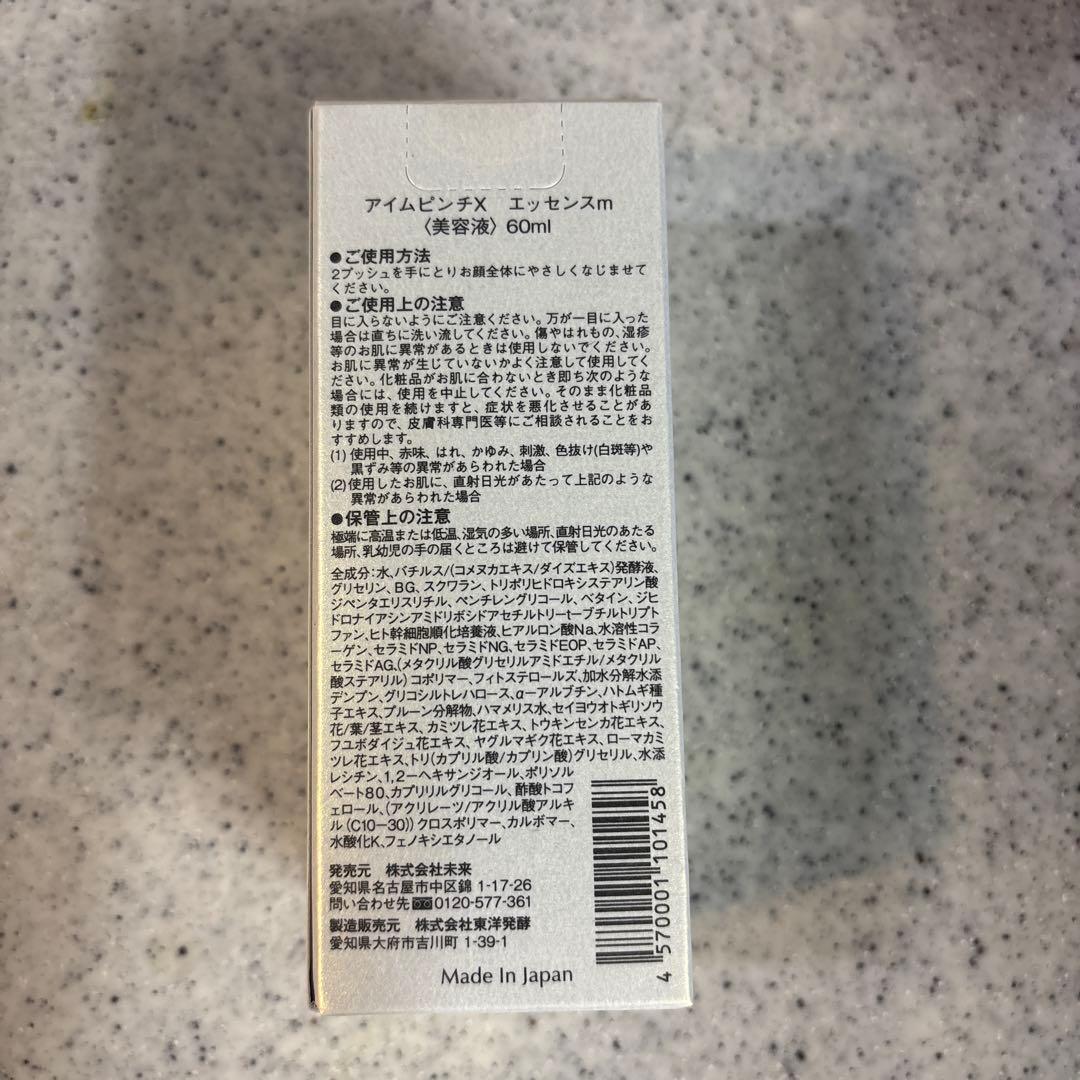 アイムピンチX　エッセンスm
〈美容液〉60ml
●ご使用方法
2プッシュを手にとりお顔全体にやさしくなじませて
ください。
●ご使用上の注意
目に入らないようにご注意ください。万が一目に入った
場合は直ちに洗い流してください。傷やはれもの、湿疹
等のお肌に異常があるときは使用しないでください。
お肌に異常が生じていないかよく注意して使用してく
ださい。化粧品がお肌に合わないとき即ち次のような
場合には、使用を中止してください。そのまま化粧品
類の使用を続けますと、症状を悪化させることがあ
りますので、皮膚科専門医等にご相談されることをお
すすめします。
(1) 使用中、赤味、はれ、かゆみ、刺激、色抜け(白斑等)や
黒ずみ等の異常があらわれた場合
(2)使用したお肌に、直射日光があたって上記のような
異常があらわれた場合
●保管上の注意
極端に高温または低温、湿気の多い場所、直射日光のあたる
場所、乳幼児の手の届くところは避けて保管してください。
全成分:水、バチルス/(コメヌカエキス/ダイズエキス)発酵液、
グリセリン、BG、スクワラン、トリポリヒドロキシステアリン酸
ジペンタエリスリチル、ペンチレングリコール、ベタイン、ジヒ
ドロナイアシンアミドリボシドアセチルトリーtーブチルトリプト
ファン、ヒト幹細胞順化培養液、ヒアルロン酸Na、水溶性コラ
ーゲン、セラミドNP、セラミドNG、セラミドEOP、セラミドAP、
セラミドAG、(メタクリル酸グリセリルアミドエチル/メタクリル
酸ステアリル)コポリマー、フィトステロールズ、加水分解水添
デンプン、グリコシルトレハロース、α－アルブチン、ハトムギ種
子エキス、プルーン分解物、ハマメリス水、セイヨウオトギリソウ
花/葉/茎エキス、カミツレ花エキス、トウキンセンカ花エキス、
フユボダイジュ花エキス、ヤグルマギク花エキス、ローマカミ
ツレ花エキス、トリ(カプリル酸/カプリン酸)グリセリル、水添
レシチン、1,2－ヘキサンジオール、ポリソル
ベート80、カプリリルグリコール、酢酸トコフ
ェロール、(アクリレーツ/アクリル酸アルキ
ル(C10－30))クロスポリマー、カルボマー、
水酸化K、フェノキシエタノール
発売元　株式会社未来
愛知県名古屋市中区錦 1-17-26
問い合わせ先 0120-577-361
製造販売元　株式会社東洋発酵
愛知県大府市吉川町 1-39-1
Made In Japan
4 570001 101458